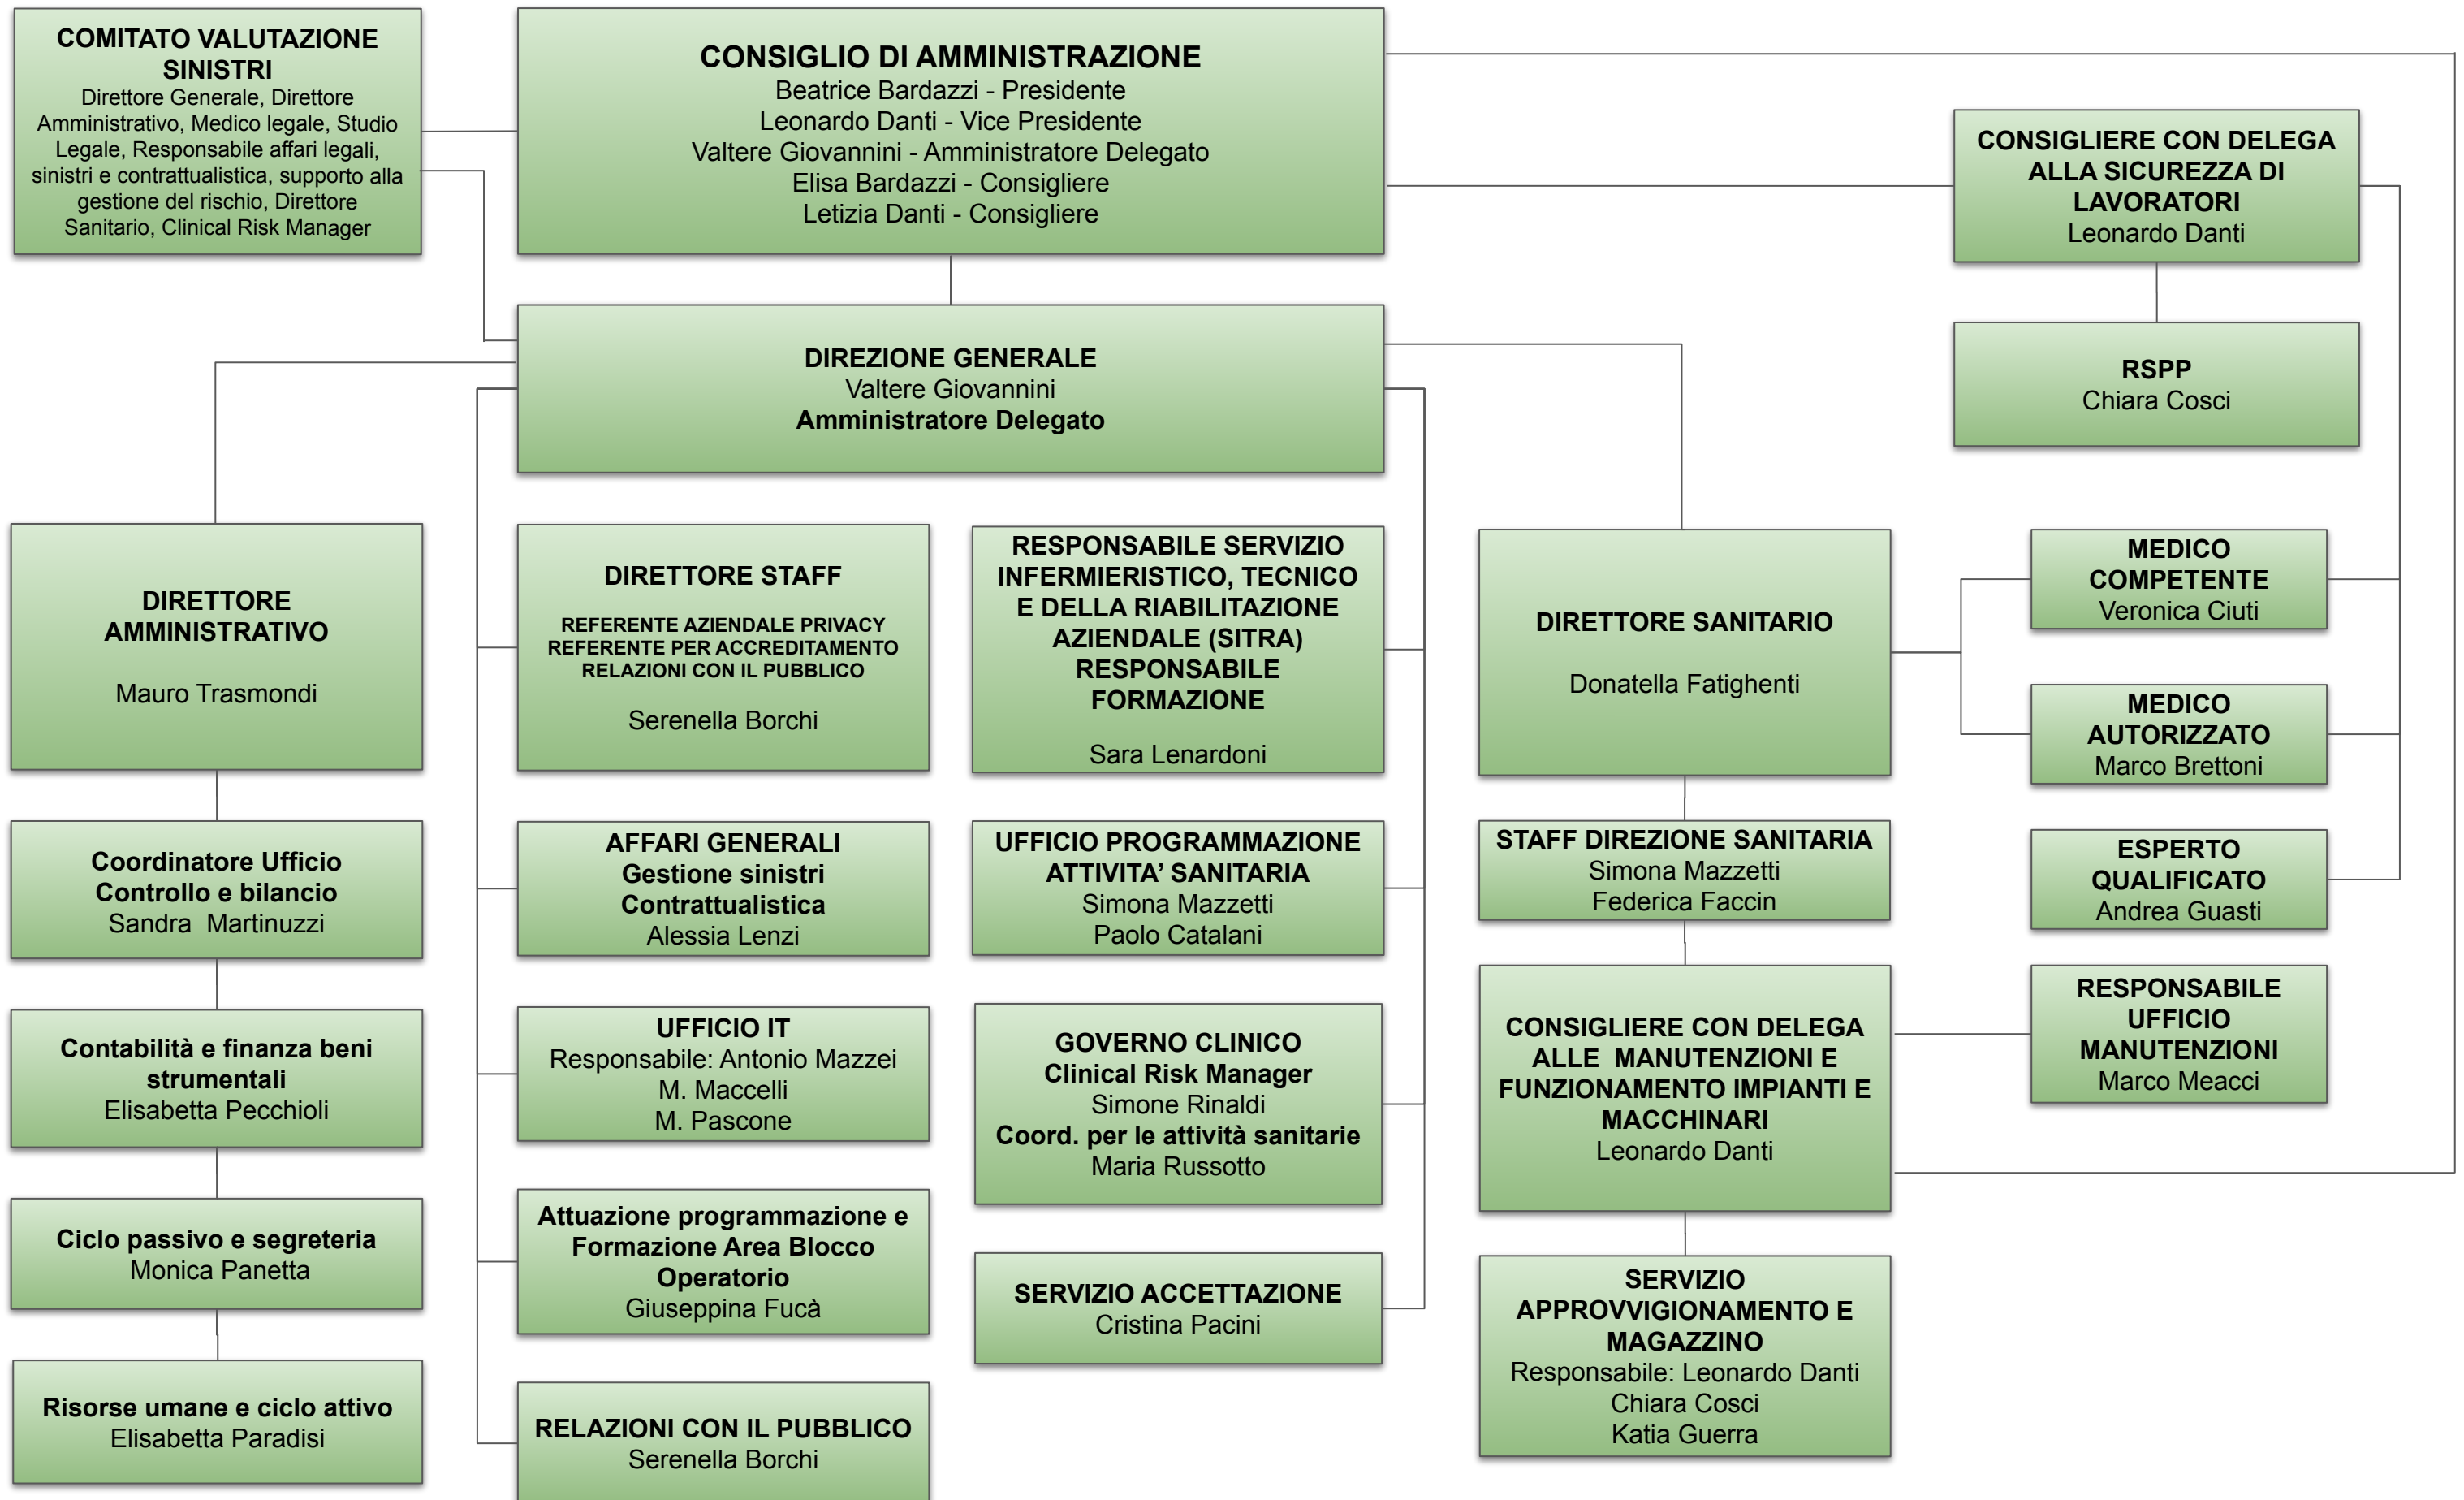 COMITATO VALUTAZIONE
SINISTRI
Direttore Generale, Direttore
Amministrativo, Medico legale, Studio
Legale, Responsabile affari legali,
sinistri e contrattualistica, supporto alla
gestione del rischio, Direttore
Sanitario, Clinical Risk Manager
CONSIGLIO DI AMMINISTRAZIONE
Beatrice Bardazzi - Presidente
Leonardo Danti - Vice Presidente
Valtere Giovannini - Amministratore Delegato
Elisa Bardazzi - Consigliere
Letizia Danti - Consigliere
CONSIGLIERE CON DELEGA
ALLA SICUREZZA DI
LAVORATORI
Leonardo Danti
DIREZIONE GENERALE
Valtere Giovannini
Amministratore Delegato
RSPP
Chiara Cosci
DIRETTORE
AMMINISTRATIVO
Mauro Trasmondi
DIRETTORE STAFF
REFERENTE AZIENDALE PRIVACY
REFERENTE PER ACCREDITAMENTO
RELAZIONI CON IL PUBBLICO
Serenella Borchi
RESPONSABILE SERVIZIO
INFERMIERISTICO, TECNICO
E DELLA RIABILITAZIONE
AZIENDALE (SITRA)
RESPONSABILE
FORMAZIONE
Sara Lenardoni
DIRETTORE SANITARIO
Donatella Fatighenti
MEDICO
COMPETENTE
Veronica Ciuti
MEDICO
AUTORIZZATO
Marco Brettoni
Coordinatore Ufficio
Controllo e bilancio
Sandra  Martinuzzi
AFFARI GENERALI
Gestione sinistri
Contrattualistica
Alessia Lenzi
UFFICIO PROGRAMMAZIONE
ATTIVITA’ SANITARIA
Simona Mazzetti
Paolo Catalani
STAFF DIREZIONE SANITARIA
Simona Mazzetti
Federica Faccin
ESPERTO
QUALIFICATO
Andrea Guasti
Contabilità e finanza beni
strumentali
Elisabetta Pecchioli
UFFICIO IT
Responsabile: Antonio Mazzei
M. Maccelli
M. Pascone
GOVERNO CLINICO
Clinical Risk Manager
Simone Rinaldi
Coord. per le attività sanitarie
Maria Russotto
CONSIGLIERE CON DELEGA
ALLE  MANUTENZIONI E
FUNZIONAMENTO IMPIANTI E
MACCHINARI
Leonardo Danti
RESPONSABILE
UFFICIO
MANUTENZIONI
Marco Meacci
Ciclo passivo e segreteria
Monica Panetta
Attuazione programmazione e
Formazione Area Blocco
Operatorio
Giuseppina Fucà
SERVIZIO ACCETTAZIONE
Cristina Pacini
SERVIZIO
APPROVVIGIONAMENTO E
MAGAZZINO
Responsabile: Leonardo Danti
Chiara Cosci
Katia Guerra
Risorse umane e ciclo attivo
Elisabetta Paradisi
RELAZIONI CON IL PUBBLICO
Serenella Borchi